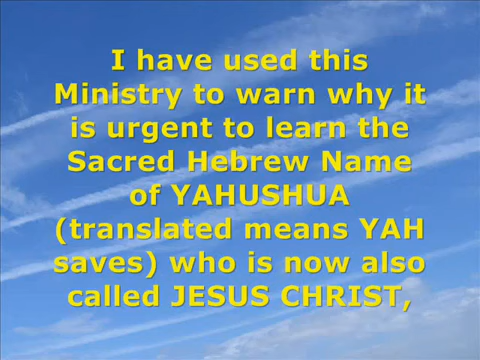 I have used this
Ministry to warn why it
is urgent to learn the
Sacred Hebrew Name
of YAHUSHUA
(translated means YAH
saves) who is now also
called JESUS CHRIST,